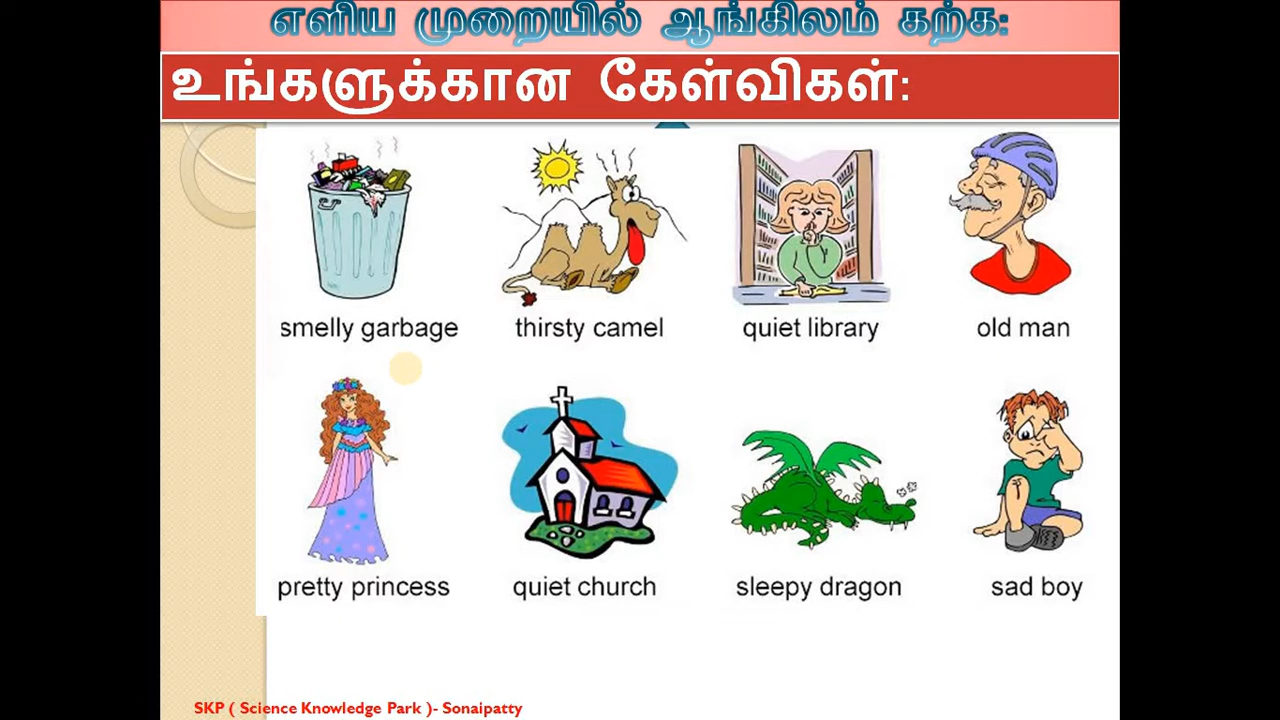 எளிய முறையில் ஆங்கிலம் கற்க:
உங்களுக்கான கேள்விகள்:
smelly garbage thirsty camel quiet library old man
pretty princess quiet church sleepy dragon sad boy
SKP ( Science Knowledge Park )- Sonaipatty